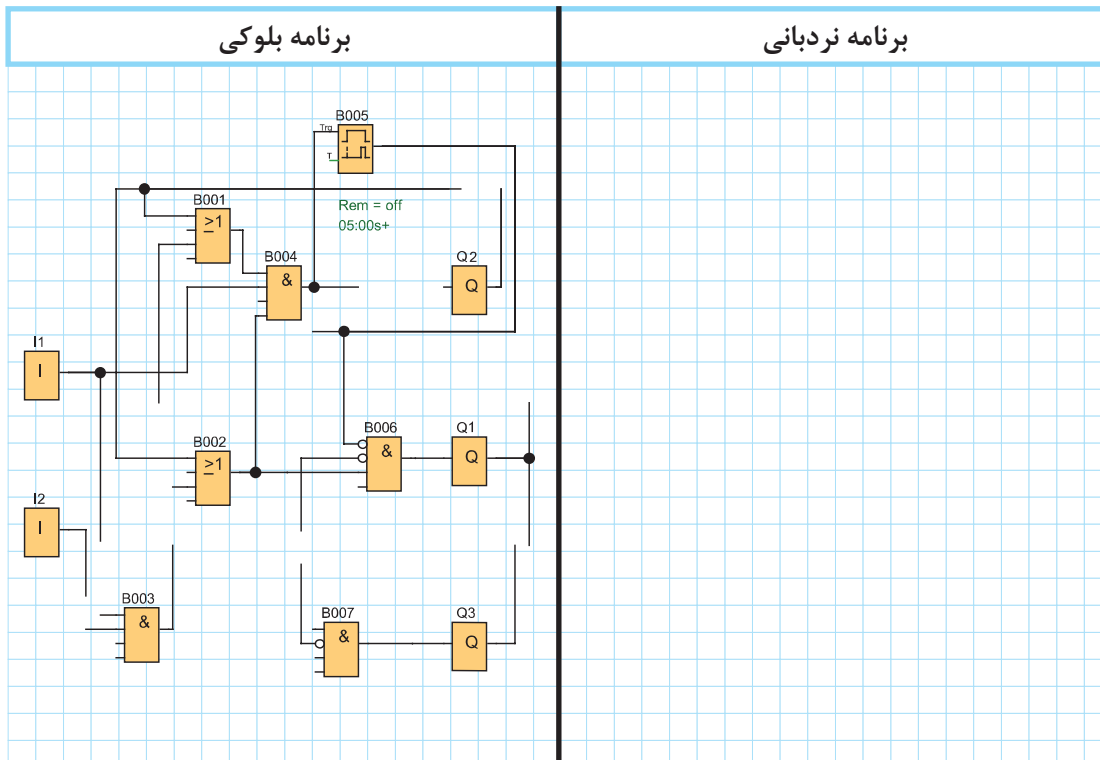 برنامه نردبانی
برنامه بلوکی
B005
Trg
T
B001
≥1
Rem = off
05:00s+
B004
&
Q2
Q
I1
I
B002
≥1
B006
&
Q1
Q
I2
I
B003
&
B007
&
Q3
Q